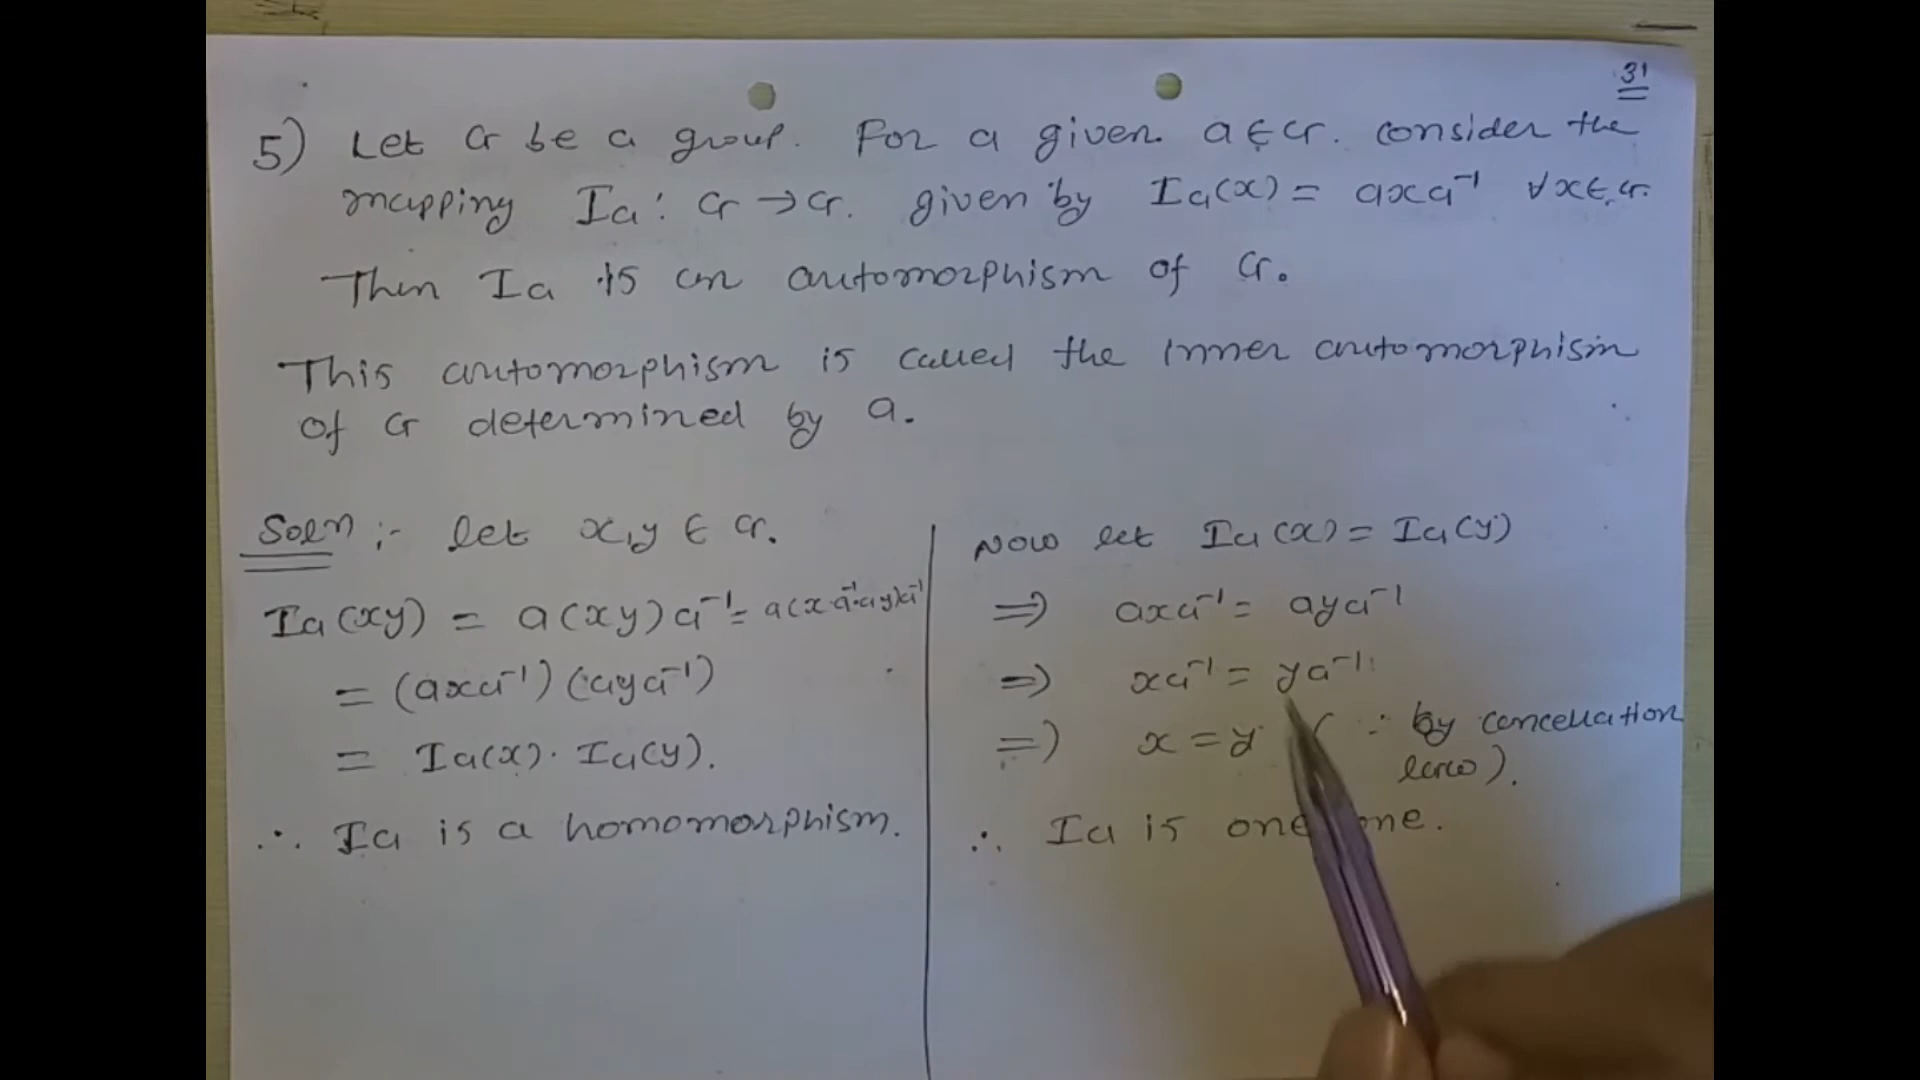 31
5) Let G be a group. For a given a ∈ G. consider the
mapping Ia : G → G. given by Ia(x) = axa⁻¹ ∀x∈G.
Then Ia is an automorphism of G.
This automorphism is called the inner automorphism
of G determined by a.
Soln :- let x,y ∈ G.
Ia(xy) = a(xy)a⁻¹ = a(x·a⁻¹·ay)a⁻¹
= (axa⁻¹)(aya⁻¹)
= Ia(x)·Ia(y).
∴ Ia is a homomorphism.
Now let Ia(x) = Ia(y)
⇒ axa⁻¹ = aya⁻¹
⇒ xa⁻¹ = ya⁻¹
⇒ x = y (∵ by cancellation
law).
∴ Ia is one one.